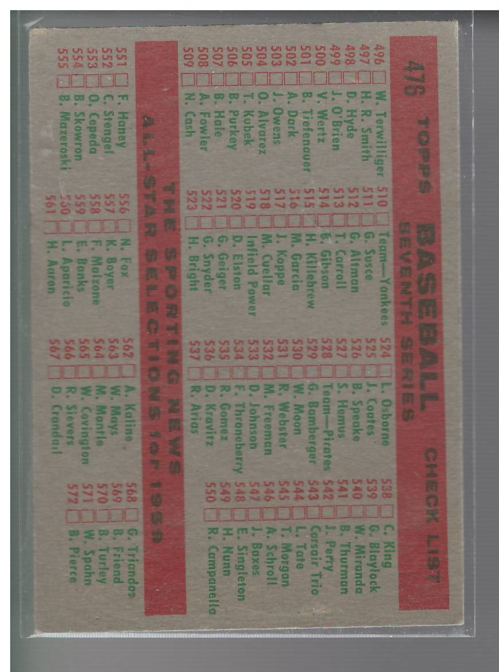 476 TOPPS BASEBALL CHECK LIST
SEVENTH SERIES
496 W. Terwilliger
497 H. R. Smith
498 D. Hyde
499 J. O'Brien
500 V. Wertz
501 B. Tiefenauer
502 A. Dark
503 J. Owens
504 O. Alvarez
505 T. Kubek
506 B. Purkey
507 B. Hale
508 A. Fowler
509 N. Cash
510 Team—Yankees
511 G. Susce
512 G. Altman
513 T. Carroll
514 B. Gibson
515 H. Killebrew
516 M. Garcia
517 J. Koppe
518 M. Cuellar
519 Infield Power
520 D. Elston
521 G. Geiger
522 G. Snyder
523 H. Bright
524 L. Osborne
525 J. Coates
526 B. Speake
527 S. Hemus
528 Team—Pirates
529 G. Bamberger
530 W. Moon
531 R. Webster
532 M. Freeman
533 D. Johnson
534 F. Throneberry
535 R. Gomez
536 D. Kravitz
537 R. Arias
538 C. King
539 G. Blaylock
540 W. Miranda
541 B. Thurman
542 J. Perry
543 Corsair Trio
544 L. Tate
545 T. Morgan
546 A. Schroll
547 J. Baxes
548 E. Singleton
549 H. Nunn
550 R. Campanella
THE SPORTING NEWS
ALL-STAR SELECTIONS for 1959
551 F. Haney
552 C. Stengel
553 O. Cepeda
554 B. Skowron
555 B. Mazeroski
556 N. Fox
557 K. Boyer
558 F. Malzone
559 E. Banks
560 L. Aparicio
561 H. Aaron
562 A. Kaline
563 W. Mays
564 M. Mantle
565 W. Covington
566 R. Sievers
567 D. Crandall
568 G. Triandos
569 B. Friend
570 B. Turley
571 W. Spahn
572 B. Pierce